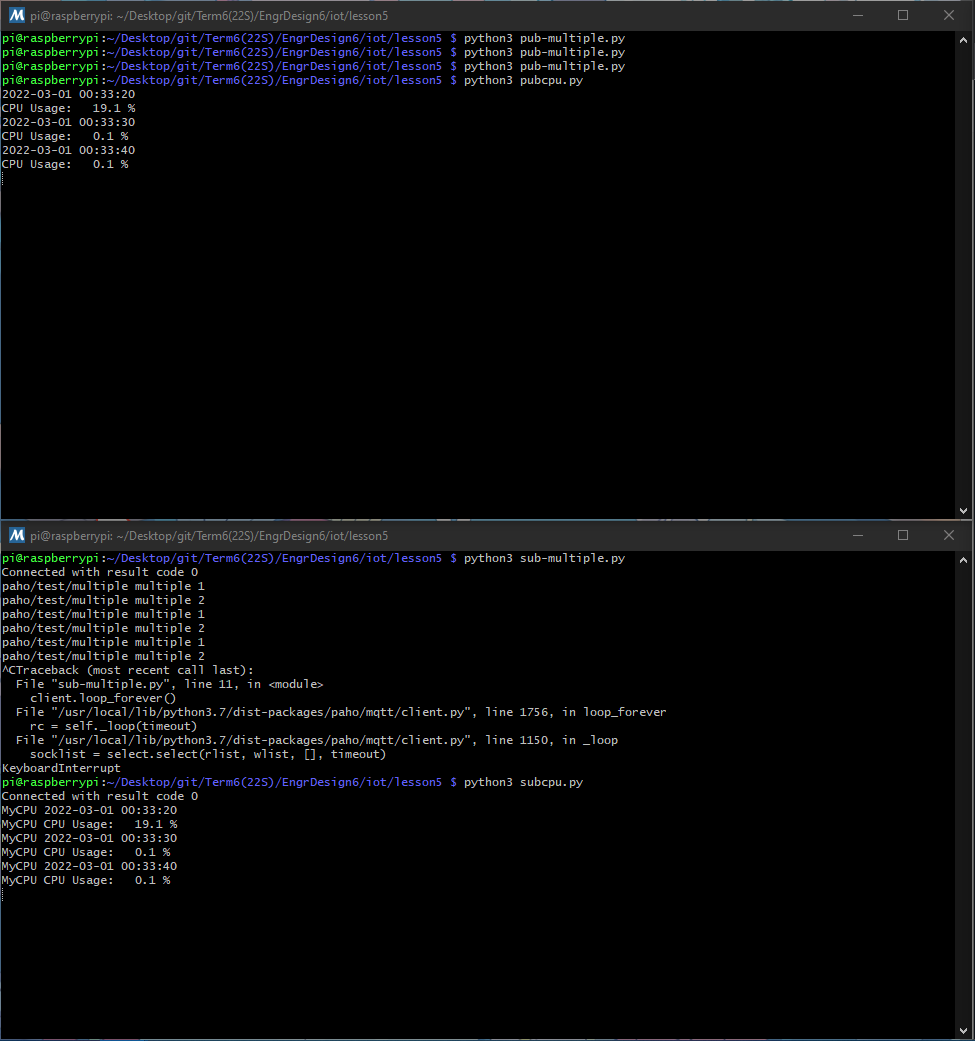 pi@raspberrypi: ~/Desktop/git/Term6(22S)/EngrDesign6/iot/lesson5
pi@raspberrypi:~/Desktop/git/Term6(22S)/EngrDesign6/iot/lesson5 $ python3 pub-multiple.py
pi@raspberrypi:~/Desktop/git/Term6(22S)/EngrDesign6/iot/lesson5 $ python3 pub-multiple.py
pi@raspberrypi:~/Desktop/git/Term6(22S)/EngrDesign6/iot/lesson5 $ python3 pub-multiple.py
pi@raspberrypi:~/Desktop/git/Term6(22S)/EngrDesign6/iot/lesson5 $ python3 pubcpu.py
2022-03-01 00:33:20
CPU Usage:   19.1 %
2022-03-01 00:33:30
CPU Usage:   0.1 %
2022-03-01 00:33:40
CPU Usage:   0.1 %
pi@raspberrypi: ~/Desktop/git/Term6(22S)/EngrDesign6/iot/lesson5
pi@raspberrypi:~/Desktop/git/Term6(22S)/EngrDesign6/iot/lesson5 $ python3 sub-multiple.py
Connected with result code 0
paho/test/multiple multiple 1
paho/test/multiple multiple 2
paho/test/multiple multiple 1
paho/test/multiple multiple 2
paho/test/multiple multiple 1
paho/test/multiple multiple 2
^CTraceback (most recent call last):
  File "sub-multiple.py", line 11, in <module>
    client.loop_forever()
  File "/usr/local/lib/python3.7/dist-packages/paho/mqtt/client.py", line 1756, in loop_forever
    rc = self._loop(timeout)
  File "/usr/local/lib/python3.7/dist-packages/paho/mqtt/client.py", line 1150, in _loop
    socklist = select.select(rlist, wlist, [], timeout)
KeyboardInterrupt
pi@raspberrypi:~/Desktop/git/Term6(22S)/EngrDesign6/iot/lesson5 $ python3 subcpu.py
Connected with result code 0
MyCPU 2022-03-01 00:33:20
MyCPU CPU Usage:   19.1 %
MyCPU 2022-03-01 00:33:30
MyCPU CPU Usage:   0.1 %
MyCPU 2022-03-01 00:33:40
MyCPU CPU Usage:   0.1 %